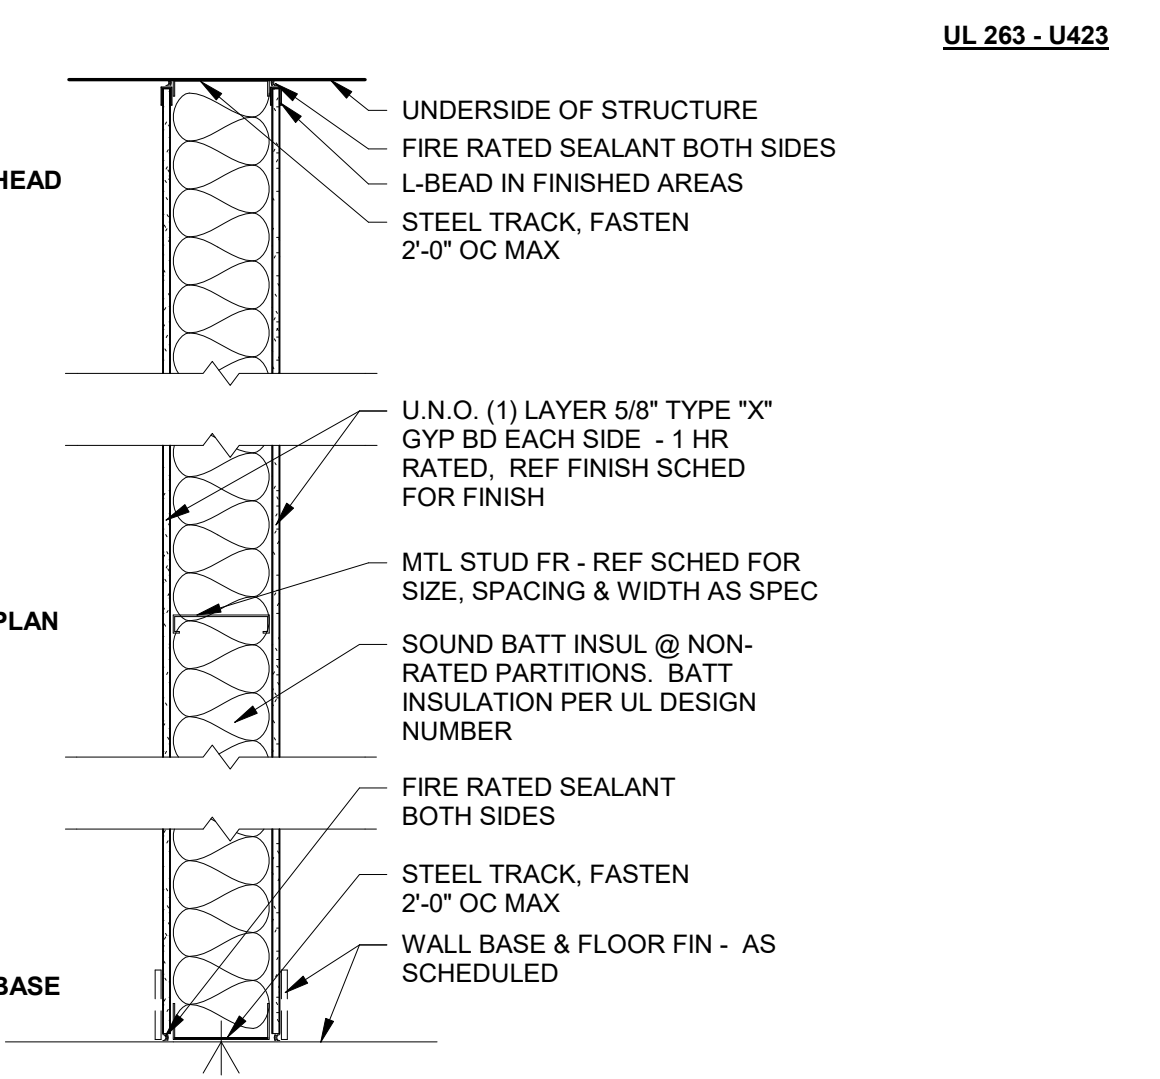 UL 263 - U423
UNDERSIDE OF STRUCTURE
FIRE RATED SEALANT BOTH SIDES
HEAD
L-BEAD IN FINISHED AREAS
STEEL TRACK, FASTEN
2'-0" OC MAX
U.N.O. (1) LAYER 5/8" TYPE "X"
GYP BD EACH SIDE - 1 HR
RATED, REF FINISH SCHED
FOR FINISH
MTL STUD FR - REF SCHED FOR
SIZE, SPACING & WIDTH AS SPEC
PLAN
SOUND BATT INSUL @ NON-
RATED PARTITIONS. BATT
INSULATION PER UL DESIGN
NUMBER
FIRE RATED SEALANT
BOTH SIDES
STEEL TRACK, FASTEN
2'-0" OC MAX
WALL BASE & FLOOR FIN - AS
SCHEDULED
BASE